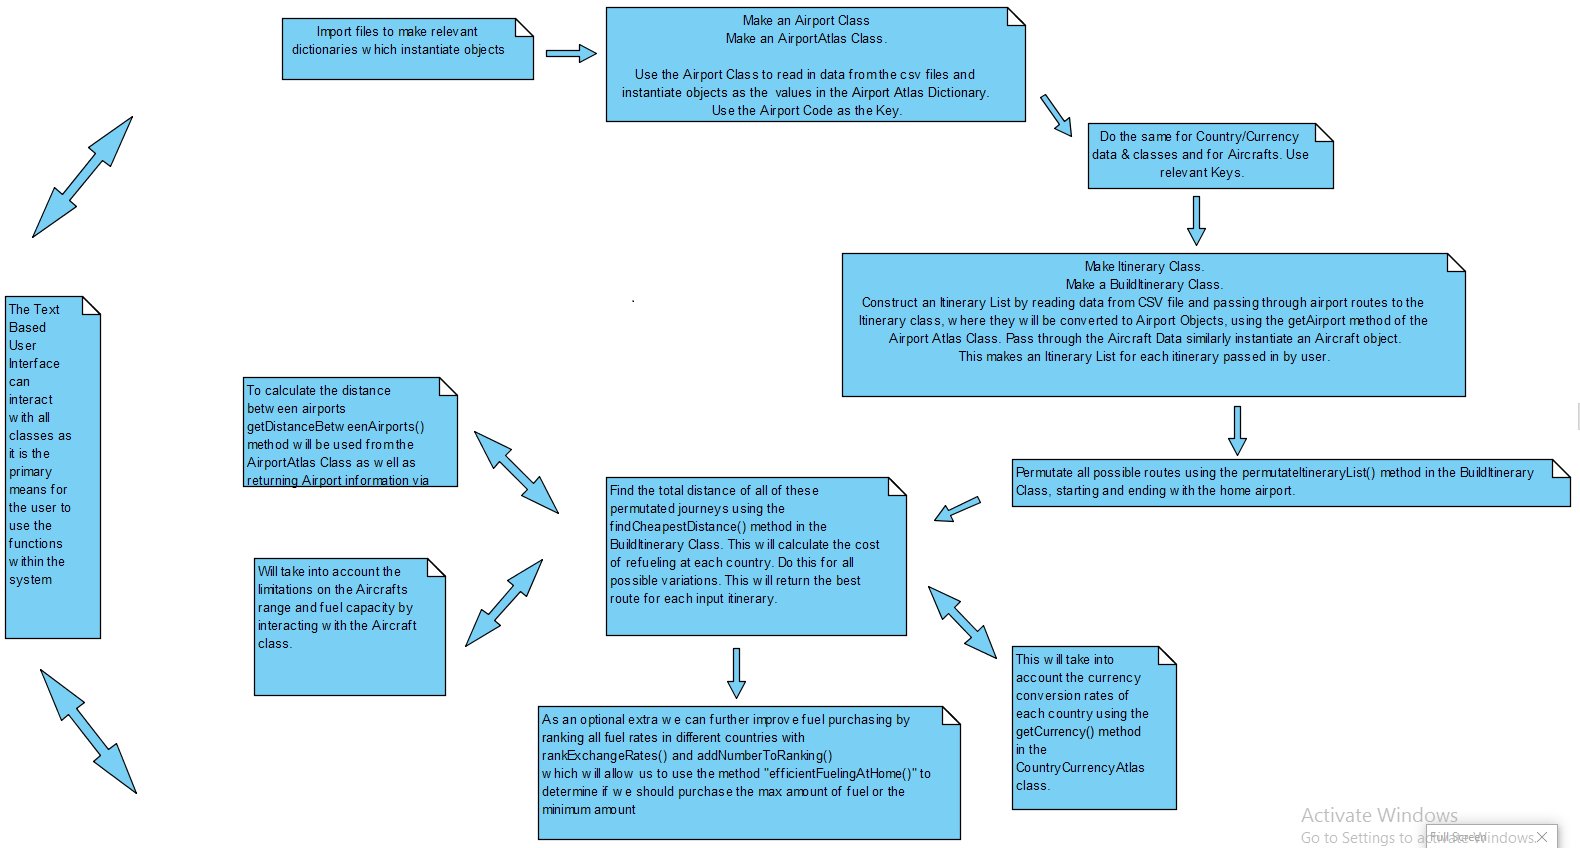 Import files to make relevant
dictionaries which instantiate objects
Make an Airport Class
Make an AirportAtlas Class.
Use the Airport Class to read in data from the csv files and
instantiate objects as the values in the Airport Atlas Dictionary.
Use the Airport Code as the Key.
Do the same for Country/Currency
data & classes and for Aircrafts. Use
relevant Keys.
Make Itinerary Class.
Make a BuildItinerary Class.
Construct an Itinerary List by reading data from CSV file and passing through airport routes to the
Itinerary class, where they will be converted to Airport Objects, using the getAirport method of the
Airport Atlas Class. Pass through the Aircraft Data similarly instantiate an Aircraft object.
This makes an Itinerary List for each itinerary passed in by user.
Permutate all possible routes using the permutateItineraryList() method in the BuildItinerary
Class, starting and ending with the home airport.
Find the total distance of all of these
permutated journeys using the
findCheapestDistance() method in the
BuildItinerary Class. This will calculate the cost
of refueling at each country. Do this for all
possible variations. This will return the best
route for each input itinerary.
To calculate the distance
between airports
getDistanceBetweenAirports()
method will be used from the
AirportAtlas Class as well as
returning Airport information via
Will take into account the
limitations on the Aircrafts
range and fuel capacity by
interacting with the Aircraft
class.
This will take into
account the currency
conversion rates of
each country using the
getCurrency() method
in the
CountryCurrencyAtlas
class.
As an optional extra we can further improve fuel purchasing by
ranking all fuel rates in different countries with
rankExchangeRates() and addNumberToRanking()
which will allow us to use the method "efficientFuelingAtHome()" to
determine if we should purchase the max amount of fuel or the
minimum amount
The Text
Based
User
Interface
can
interact
with all
classes as
it is the
primary
means for
the user to
use the
functions
within the
system
Activate Windows
Go to Settings to activate Windows.
Full Screen